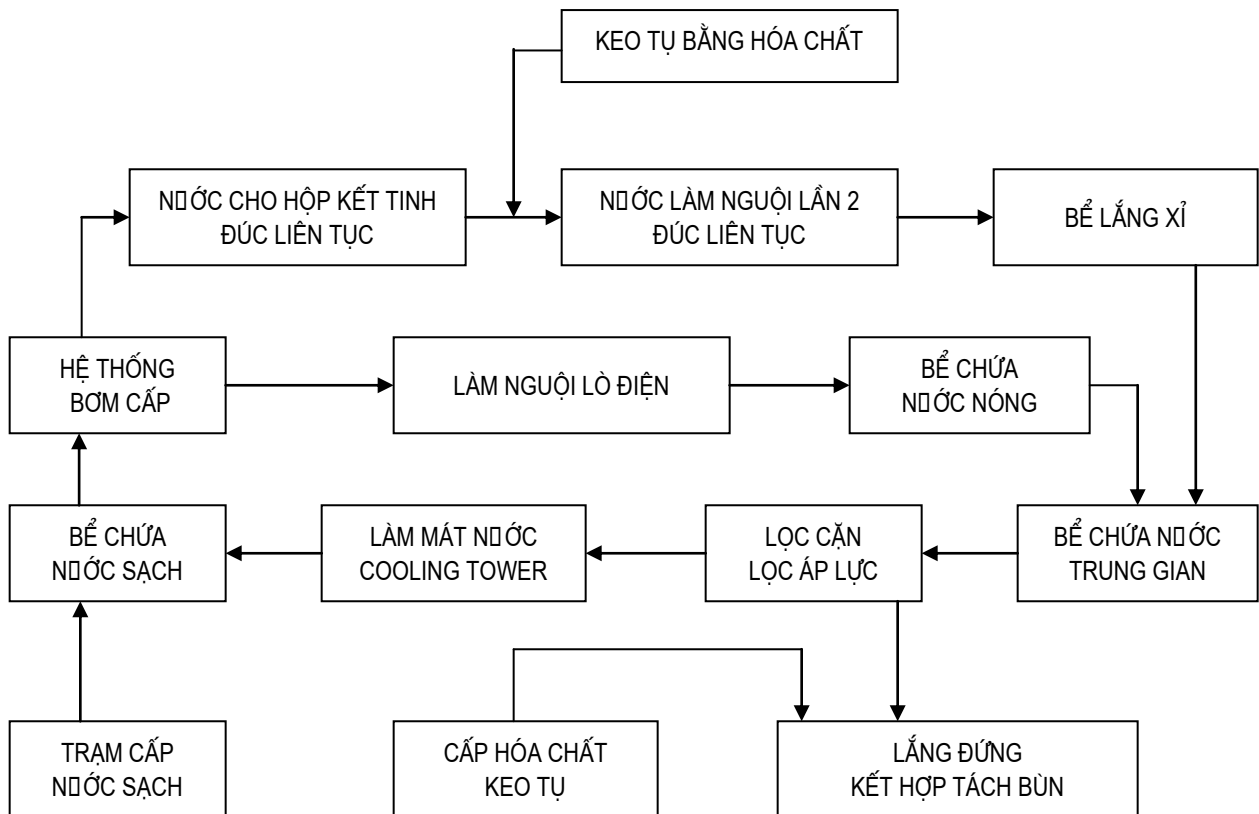 KEO TỤ BẰNG HÓA CHẤT
N□ỚC CHO HỘP KẾT TINH
ĐÚC LIÊN TỤC
N□ỚC LÀM NGUỘI LẦN 2
ĐÚC LIÊN TỤC
BỂ LẮNG XỈ
HỆ THỐNG
BƠM CẤP
LÀM NGUỘI LÒ ĐIỆN
BỂ CHỨA
N□ỚC NÓNG
BỂ CHỨA
N□ỚC SẠCH
LÀM MÁT N□ỚC
COOLING TOWER
LỌC CẶN
LỌC ÁP LỰC
BỂ CHỨA N□ỚC
TRUNG GIAN
TRẠM CẤP
N□ỚC SẠCH
CẤP HÓA CHẤT
KEO TỤ
LẮNG ĐỨNG
KẾT HỢP TÁCH BÙN